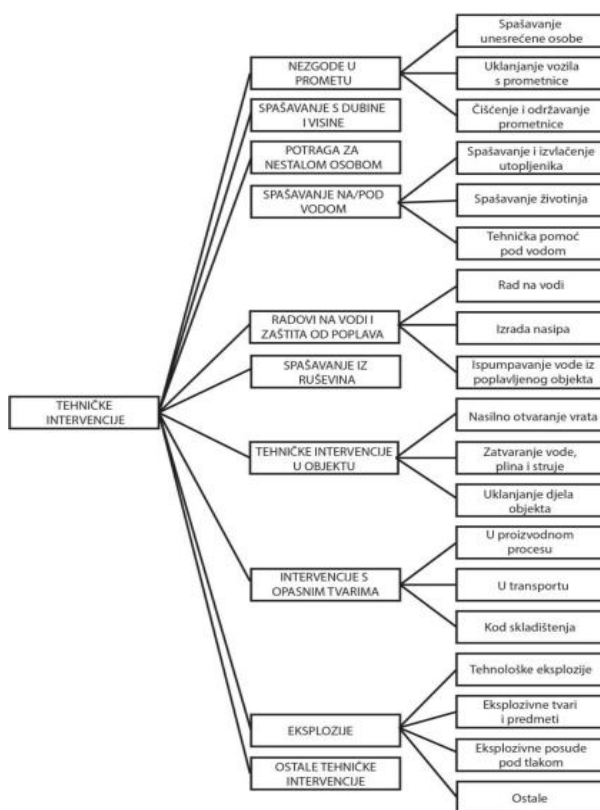 TEHNIČKE
INTERVENCIJE
NEZGODE U
PROMETU
Spašavanje
unesrećene osobe
Uklanjanje vozila
s prometnice
Čišćenje i održavanje
prometnice
SPAŠAVANJE S DUBINE
I VISINE
POTRAGA ZA
NESTALOM OSOBOM
SPAŠAVANJE NA/POD
VODOM
Spašavanje i izvlačenje
utopljenika
Spašavanje životinja
Tehnička pomoć
pod vodom
RADOVI NA VODI I
ZAŠTITA OD POPLAVA
Rad na vodi
Izrada nasipa
Ispumpavanje vode iz
poplavljenog objekta
SPAŠAVANJE IZ
RUŠEVINA
TEHNIČKE INTERVENCIJE
U OBJEKTU
Nasilno otvaranje vrata
Zatvaranje vode,
plina i struje
Uklanjanje djela
objekta
INTERVENCIJE S
OPASNIM TVARIMA
U proizvodnom
procesu
U transportu
Kod skladištenja
EKSPLOZIJE
Tehnološke eksplozije
Eksplozivne tvari
i predmeti
Eksplozivne posude
pod tlakom
Ostale
OSTALE TEHNIČKE
INTERVENCIJE